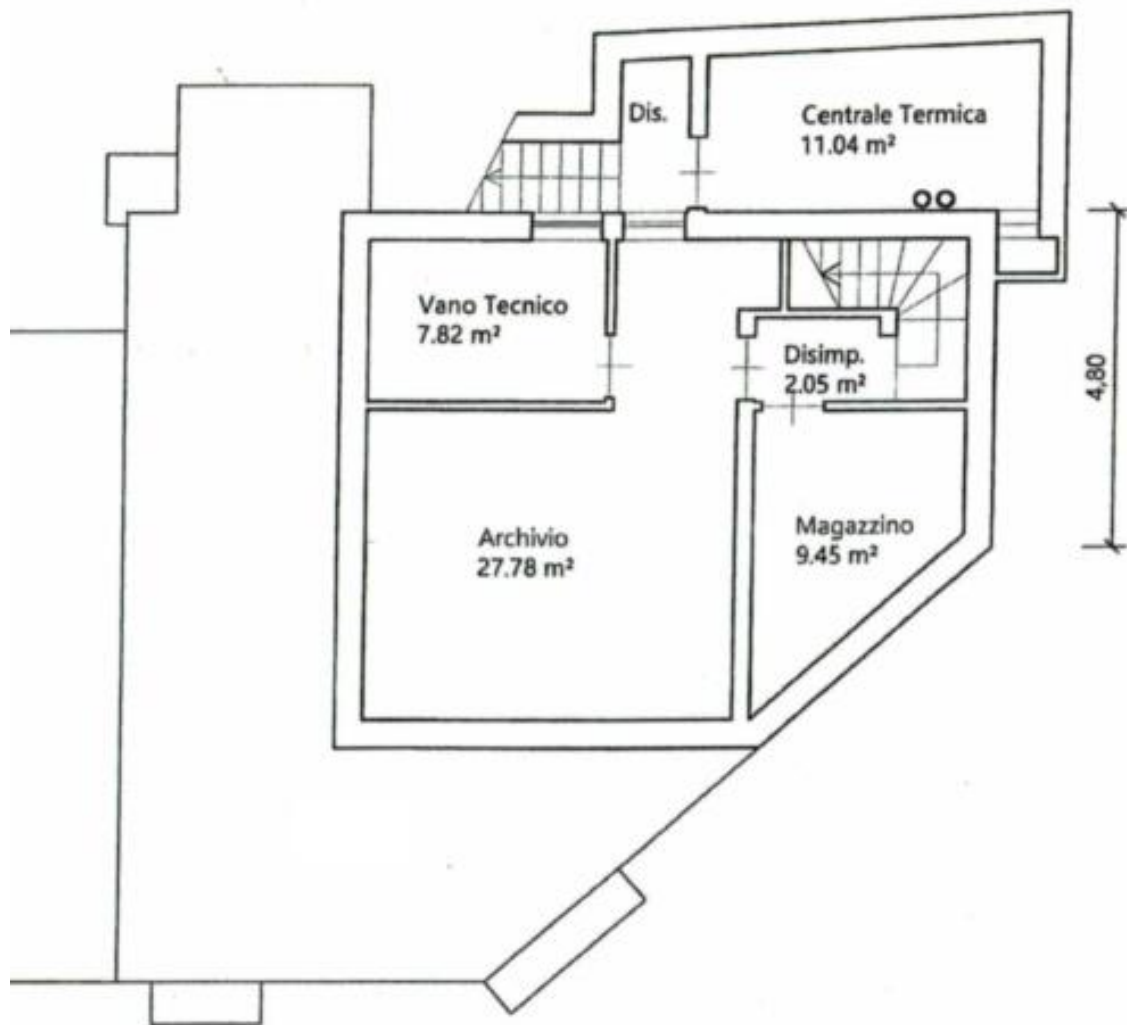 Dis.
Centrale Termica
11.04 m²
Vano Tecnico
7.82 m²
Disimp.
2.05 m²
4,80
Archivio
27.78 m²
Magazzino
9.45 m²